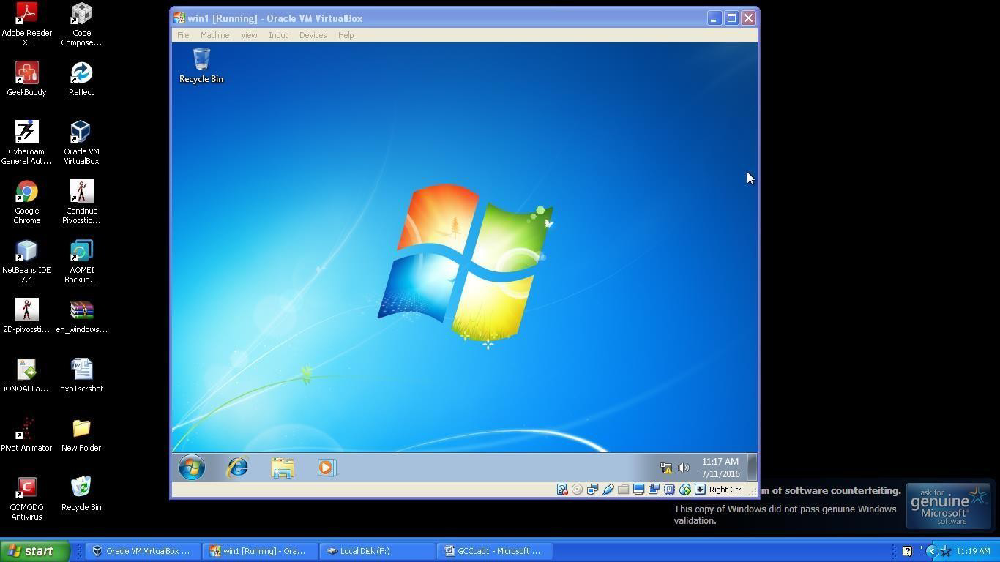 Adobe Reader
XI
Code
Compose...
GeekBuddy
Reflect
Cyberoam
General Aut...
Oracle VM
VirtualBox
Google
Chrome
Continue
Pivotstic...
NetBeans IDE
7.4
AOMEI
Backup...
2D-pivotsti...
en_windows...
iONOAPLa...
exp1scrshot
Pivot Animator
New Folder
COMODO
Antivirus
Recycle Bin
win1 [Running] - Oracle VM VirtualBox
File Machine View Input Devices Help
Recycle Bin
11:17 AM
7/11/2016
Right Ctrl
im of software counterfeiting.
This copy of Windows did not pass genuine Windows
validation.
ask for
genuine
Microsoft®
software
start
Oracle VM VirtualBox ...
win1 [Running] - Ora...
Local Disk (F:)
GCCLab1 - Microsoft ...
11:19 AM